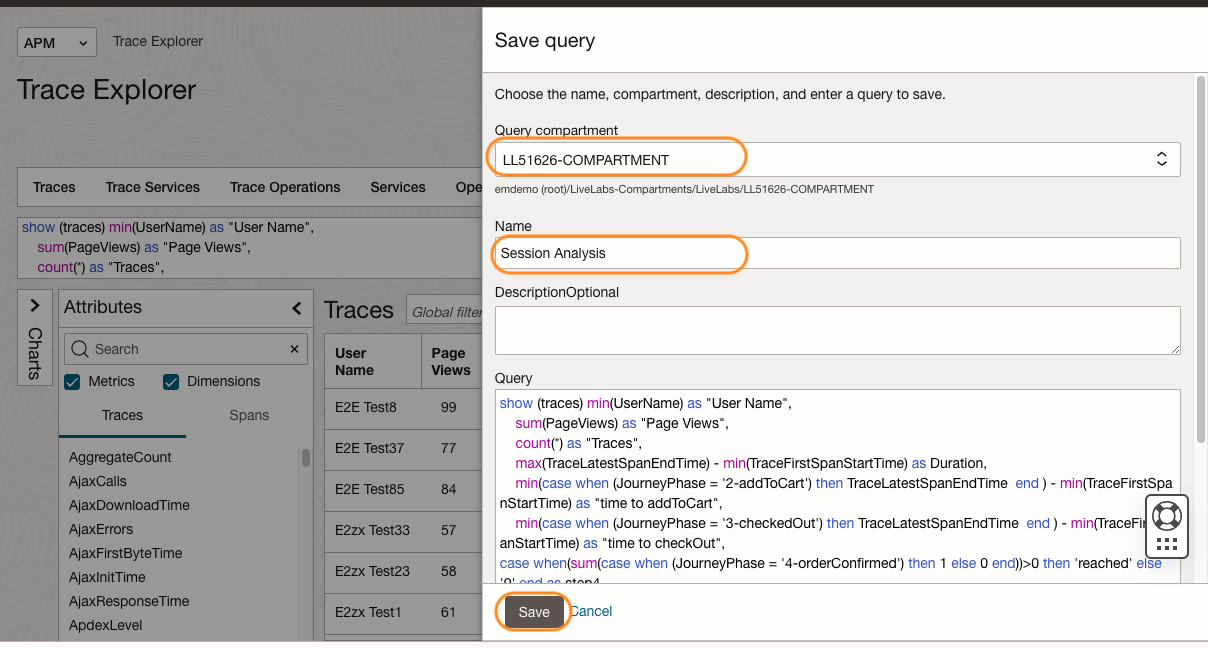 APM
Trace Explorer
Trace Explorer
Traces
Trace Services
Trace Operations
Services
Ope
show (traces) min(UserName) as "User Name",
sum(PageViews) as "Page Views",
count(*) as "Traces",
Charts
Attributes
Search
Metrics
Dimensions
Traces
Spans
AggregateCount
AjaxCalls
AjaxDownloadTime
AjaxErrors
AjaxFirstByteTime
AjaxInitTime
AjaxResponseTime
ApdexLevel
Traces
Global filter
User Name
Page Views
E2E Test8 99
E2E Test37 77
E2E Test85 84
E2zx Test33 57
E2zx Test23 58
E2zx Test1 61
Save query
Choose the name, compartment, description, and enter a query to save.
Query compartment
LL51626-COMPARTMENT
emdemo (root)/LiveLabs-Compartments/LiveLabs/LL51626-COMPARTMENT
Name
Session Analysis
DescriptionOptional
Query
show (traces) min(UserName) as "User Name",
sum(PageViews) as "Page Views",
count(*) as "Traces",
max(TraceLatestSpanEndTime) - min(TraceFirstSpanStartTime) as Duration,
min(case when (JourneyPhase = '2-addToCart') then TraceLatestSpanEndTime end ) - min(TraceFirstSpa
nStartTime) as "time to addToCart",
min(case when (JourneyPhase = '3-checkedOut') then TraceLatestSpanEndTime end ) - min(TraceFir
anStartTime) as "time to checkOut",
case when(sum(case when (JourneyPhase = '4-orderConfirmed') then 1 else 0 end))>0 then 'reached' else
'0' end as step4
Save
Cancel